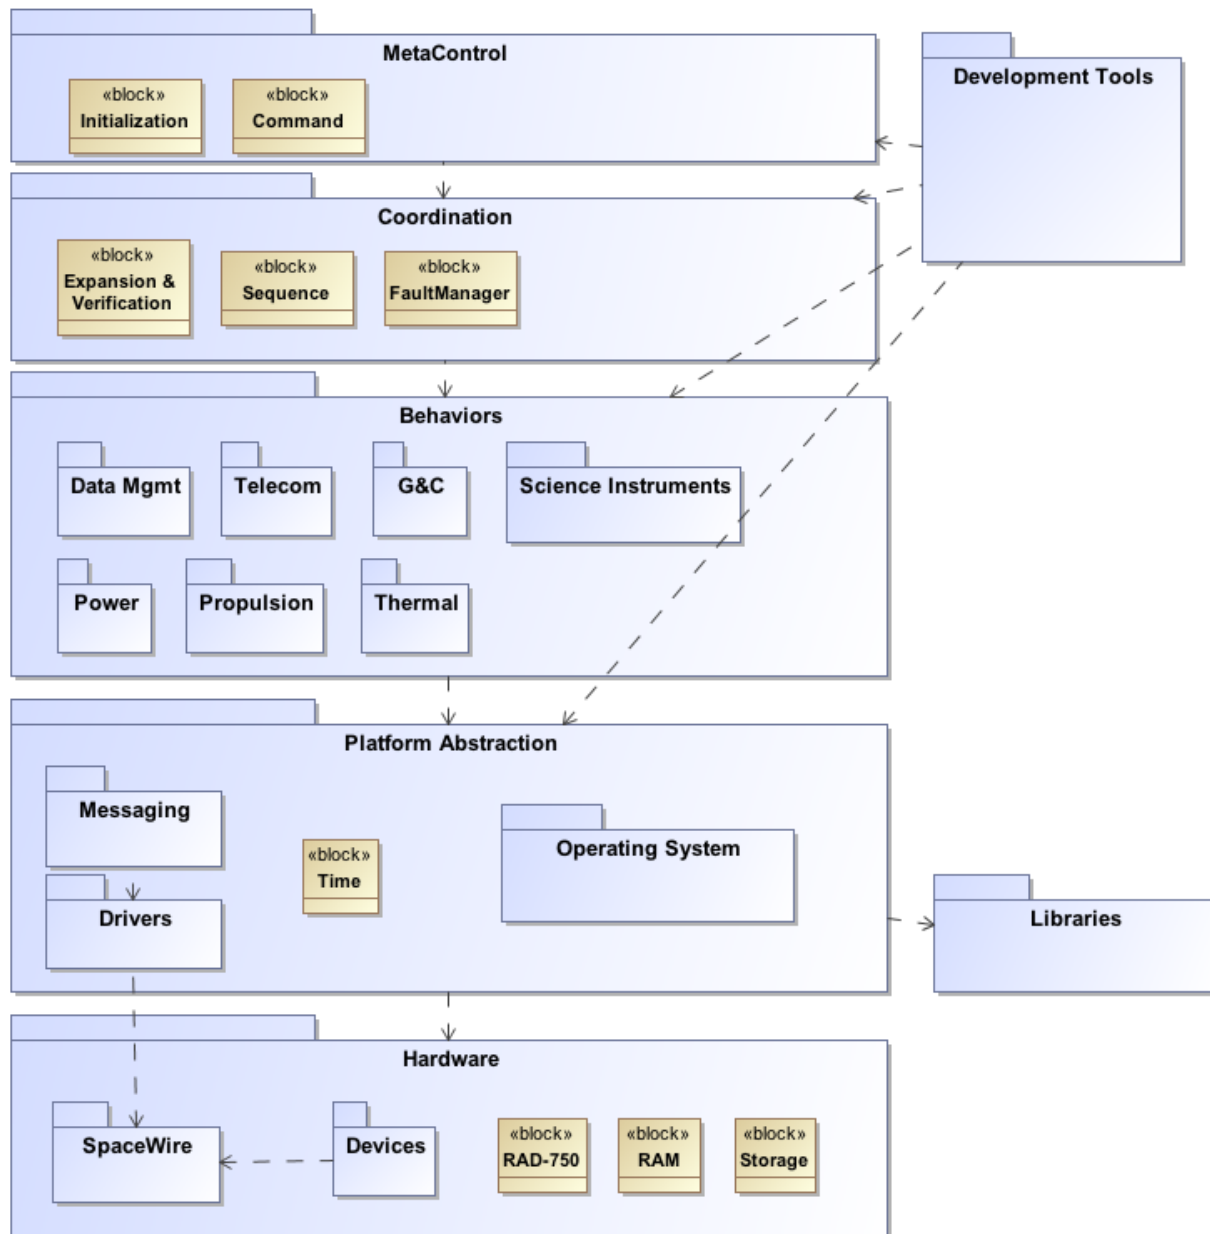 MetaControl
«block»
Initialization
«block»
Command
Development Tools
Coordination
«block»
Expansion &
Verification
«block»
Sequence
«block»
FaultManager
Behaviors
Data Mgmt
Telecom
G&C
Science Instruments
Power
Propulsion
Thermal
Platform Abstraction
Messaging
Drivers
«block»
Time
Operating System
Libraries
Hardware
SpaceWire
Devices
«block»
RAD-750
«block»
RAM
«block»
Storage